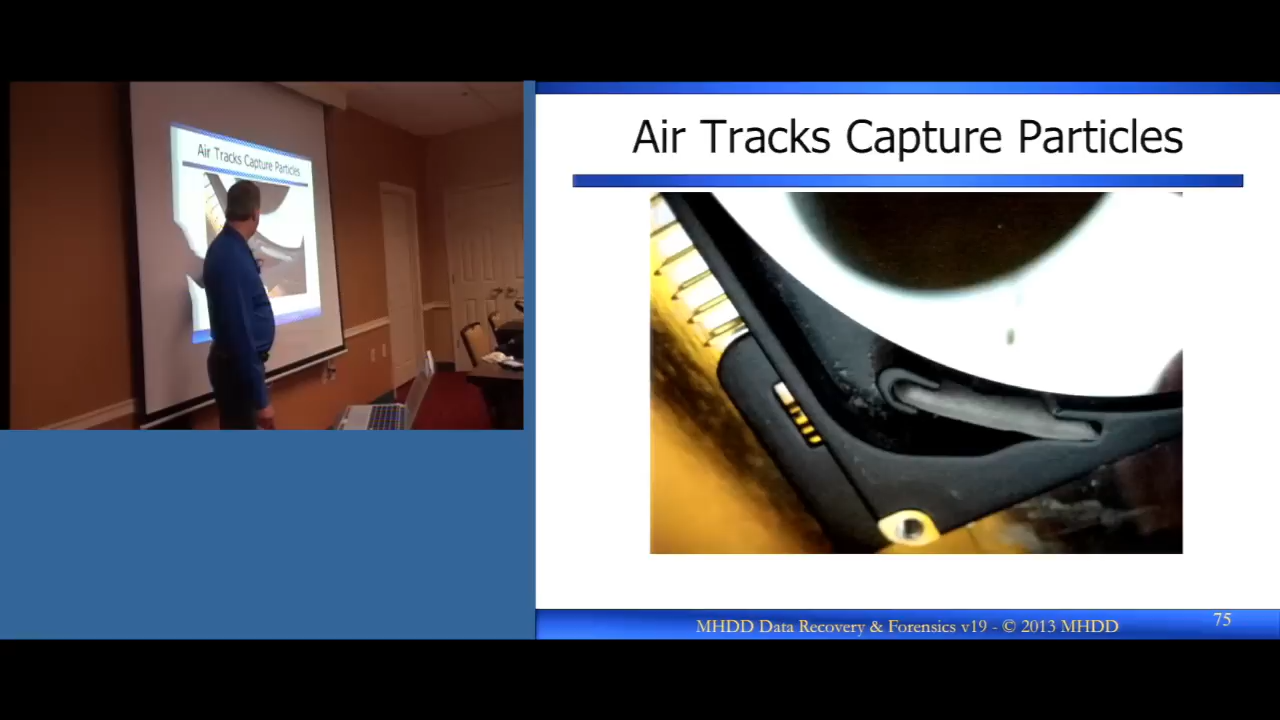 Air Tracks Capture Particles
Air Tracks Capture Particles
MHDD Data Recovery & Forensics v19 - © 2013 MHDD
75